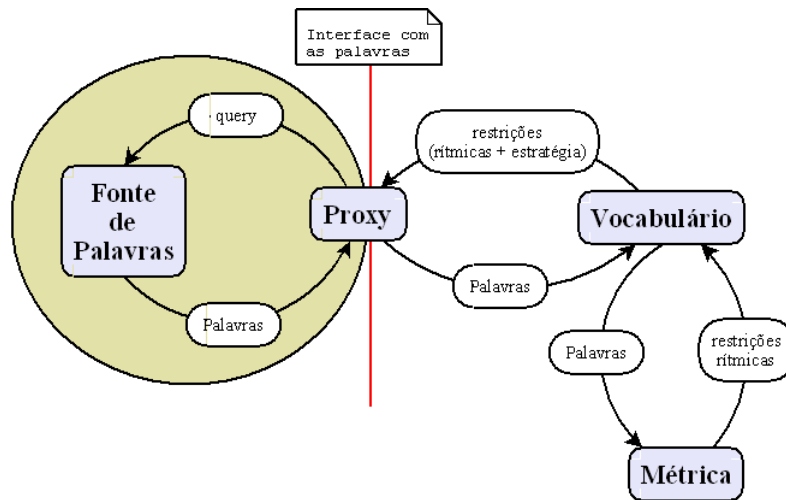 Interface com
as palavras
query
restrições
(rítmicas + estratégia)
Fonte
de
Palavras
Proxy
Vocabulário
Palavras
Palavras
Palavras
restrições
rítmicas
Métrica